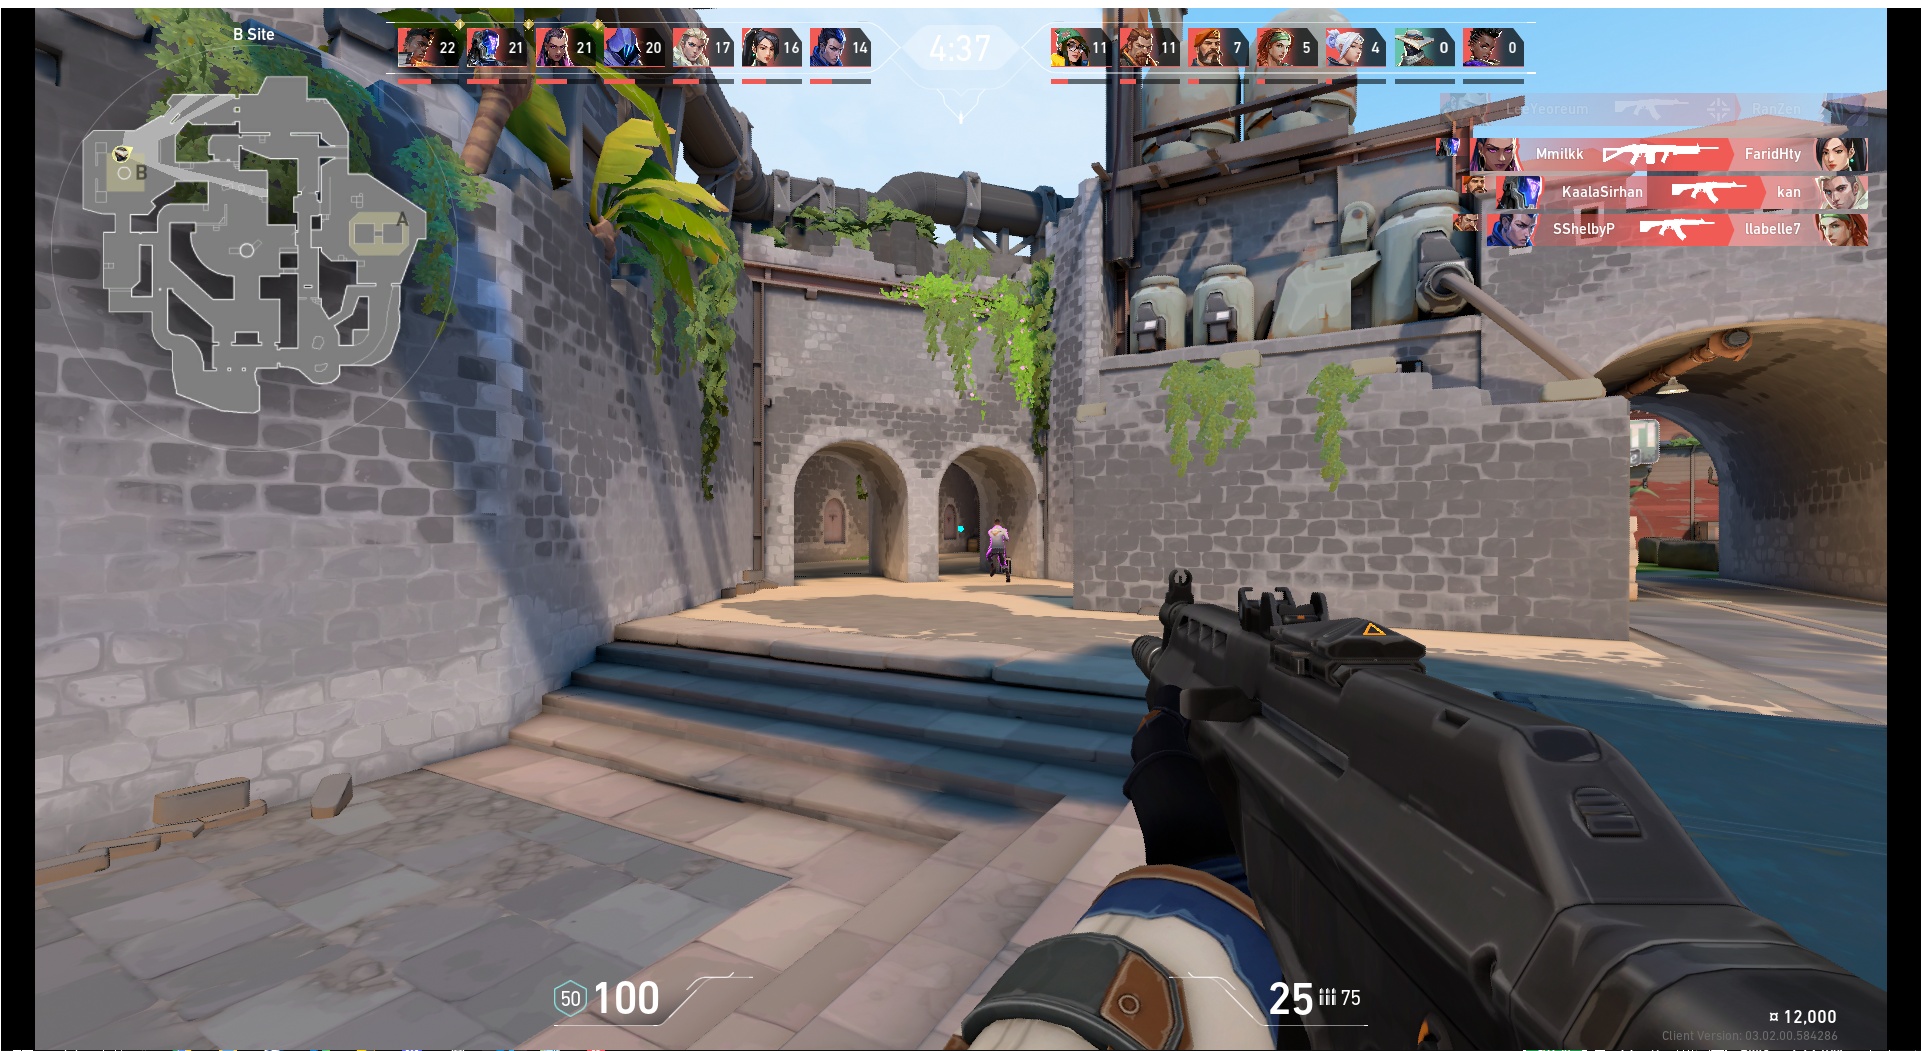 B Site
22 21 21 20 17 16 14
4:37
11 11 7 5 4 0 0
LeeYeoreum RanZen
Mmilkk FaridHty
KaalaSirhan kan
SShelbyP llabelle7
B
A
50 100
25 75
¤ 12,000
Client Version: 03.02.00.584286